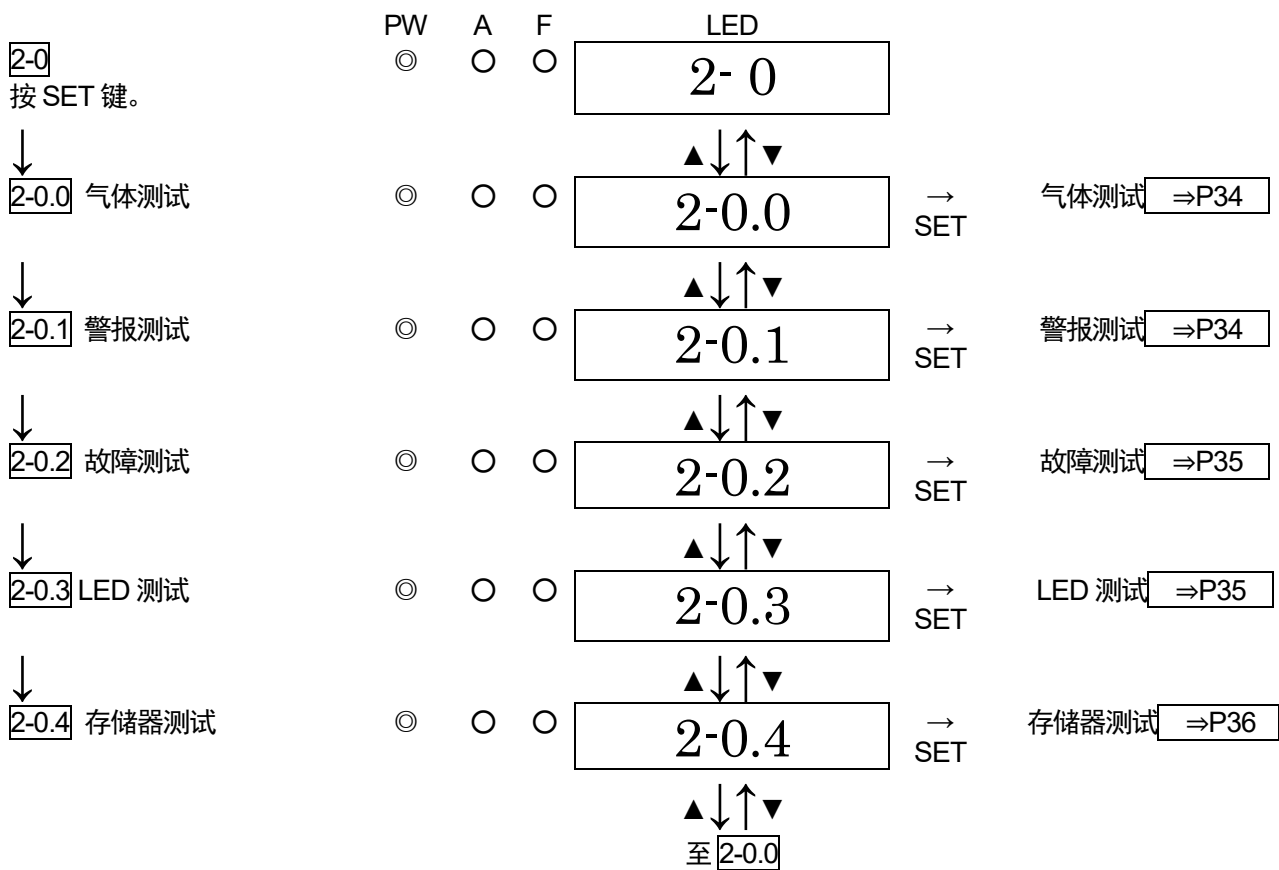 PW A F LED
2-0 ◎ ○ ○ 2-0
按 SET 键。
↓ ▲↓↑▼
2-0.0 气体测试 ◎ ○ ○ 2-0.0 → 气体测试 ⇒P34
SET
↓ ▲↓↑▼
2-0.1 警报测试 ◎ ○ ○ 2-0.1 → 警报测试 ⇒P34
SET
↓ ▲↓↑▼
2-0.2 故障测试 ◎ ○ ○ 2-0.2 → 故障测试 ⇒P35
SET
↓ ▲↓↑▼
2-0.3 LED 测试 ◎ ○ ○ 2-0.3 → LED 测试 ⇒P35
SET
↓ ▲↓↑▼
2-0.4 存储器测试 ◎ ○ ○ 2-0.4 → 存储器测试 ⇒P36
SET
▲↓↑▼
至 2-0.0